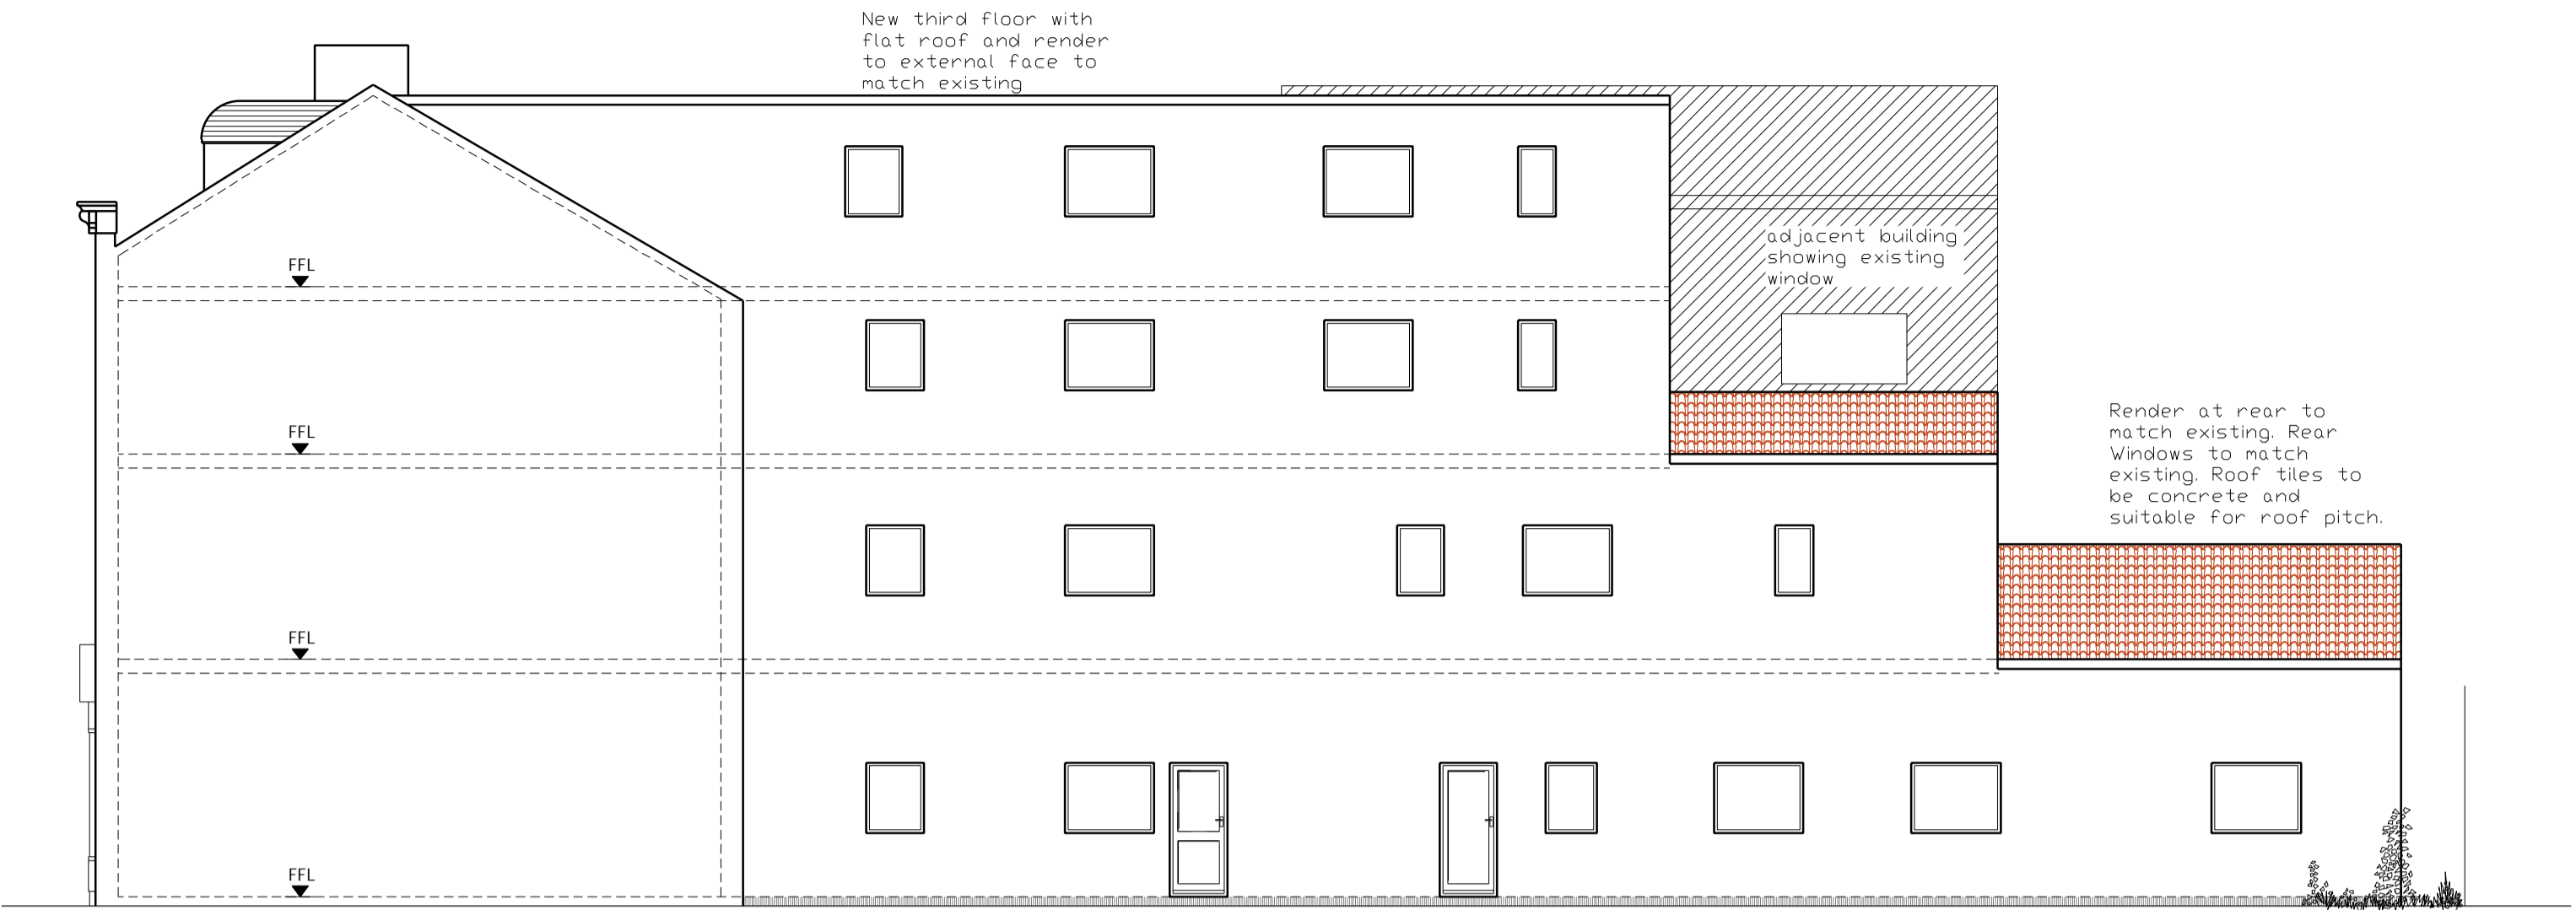 New third floor with
flat roof and render
to external face to
match existing
adjacent building
showing existing
window
FFL
FFL
Render at rear to
match existing. Rear
Windows to match
existing. Roof tiles to
be concrete and
suitable for roof pitch.
FFL
FFL